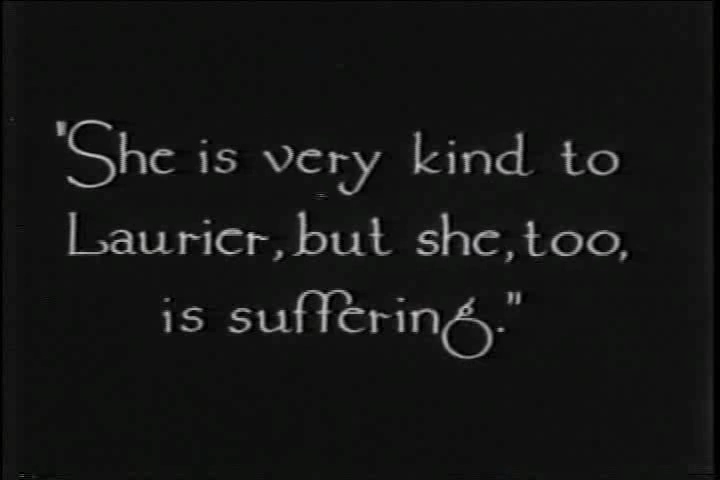 "She is very kind to
Laurier, but she, too,
is suffering."